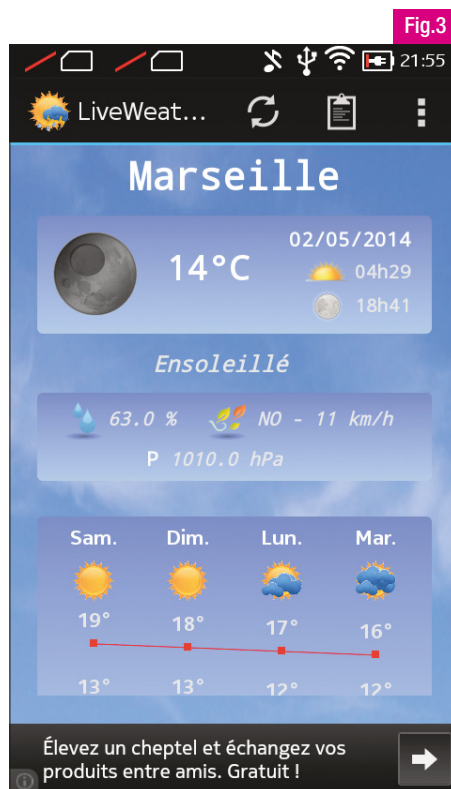 Fig.3
21:55
LiveWeat...
Marseille
02/05/2014
14°C
04h29
18h41
Ensoleillé
63.0 % NO - 11 km/h
P 1010.0 hPa
Sam. Dim. Lun. Mar.
19° 18° 17° 16°
13° 13° 12° 12°
Élevez un cheptel et échangez vos
produits entre amis. Gratuit !